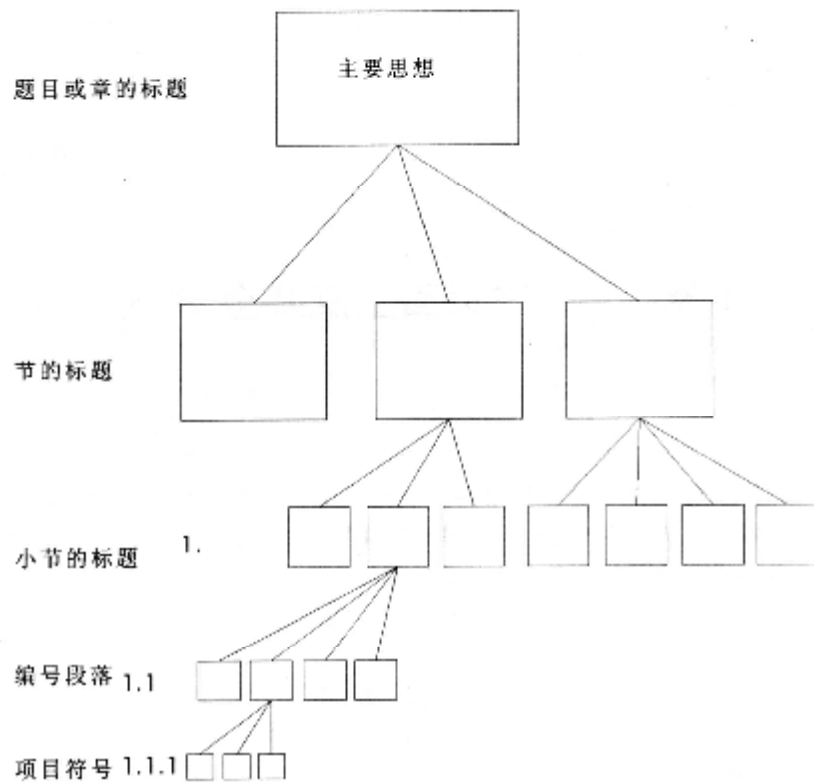 主要思想
题目或章的标题
节的标题
小节的标题 1.
编号段落 1.1
项目符号 1.1.1